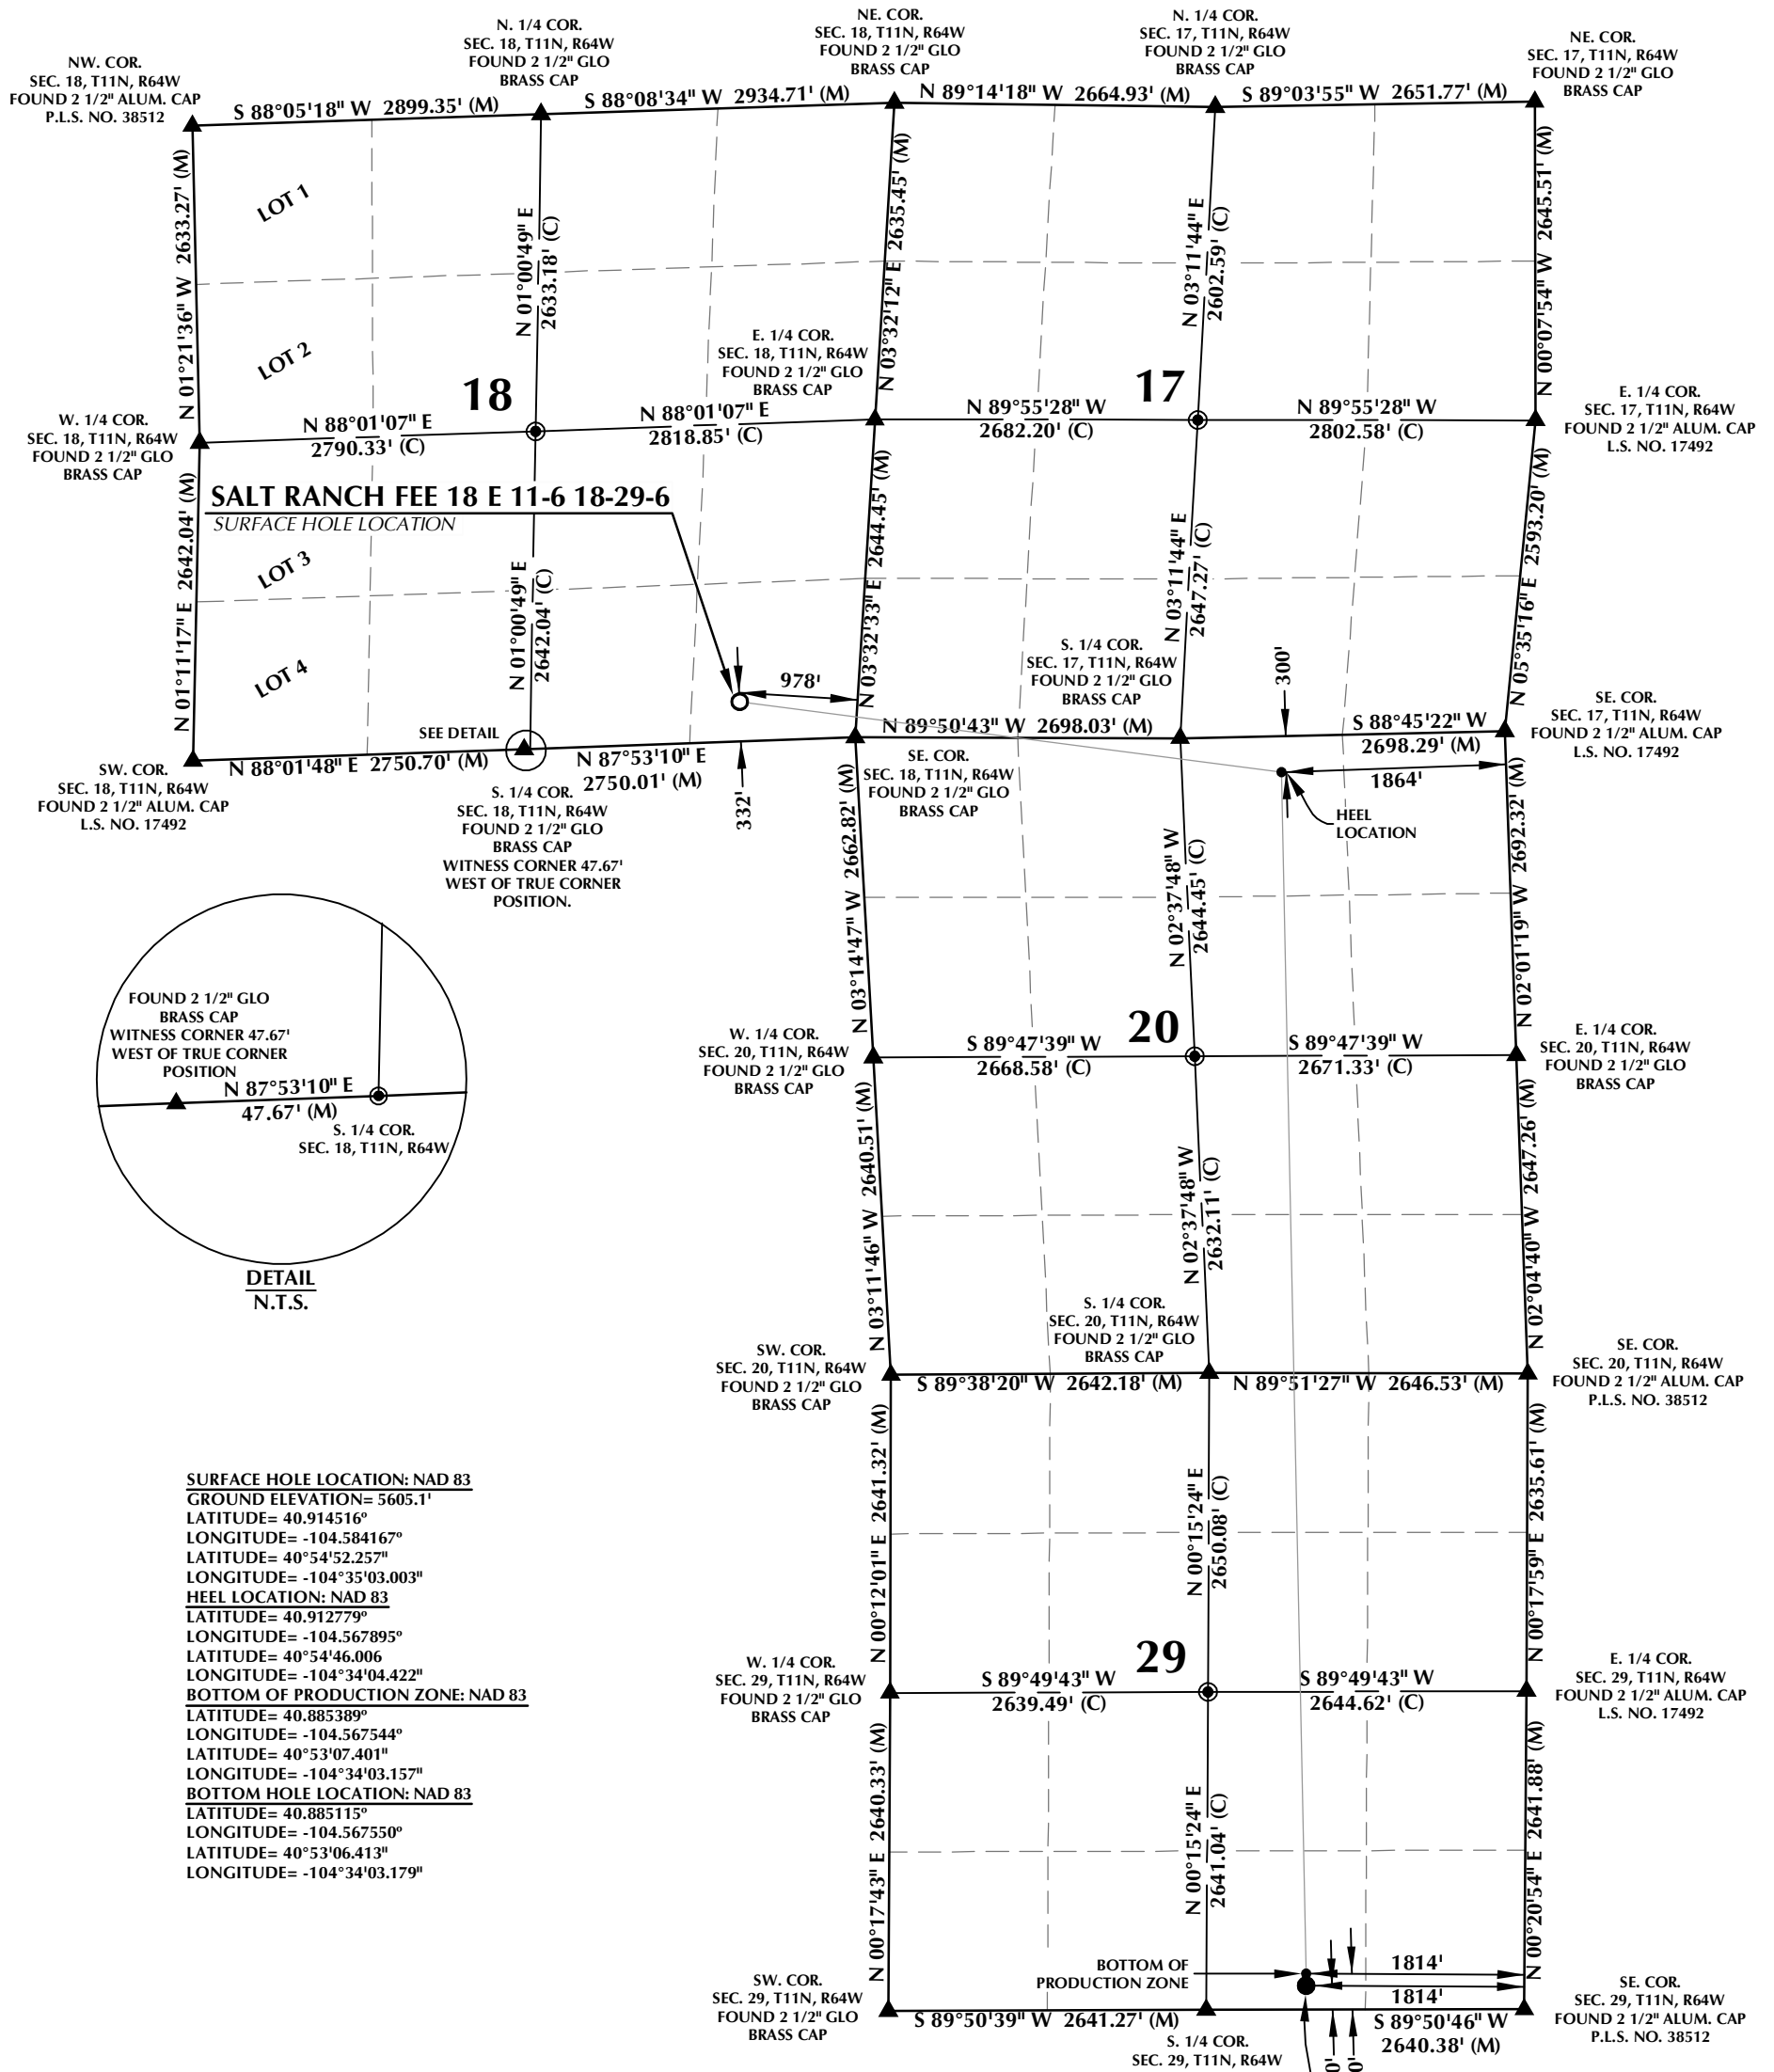 NW. COR.
SEC. 18, T11N, R64W
FOUND 2 1/2" ALUM. CAP
P.L.S. NO. 38512
N. 1/4 COR.
SEC. 18, T11N, R64W
FOUND 2 1/2" GLO
BRASS CAP
NE. COR.
SEC. 18, T11N, R64W
FOUND 2 1/2" GLO
BRASS CAP
N. 1/4 COR.
SEC. 17, T11N, R64W
FOUND 2 1/2" GLO
BRASS CAP
NE. COR.
SEC. 17, T11N, R64W
FOUND 2 1/2" GLO
BRASS CAP
S 88°05'18" W 2899.35' (M)
S 88°08'34" W 2934.71' (M)
N 89°14'18" W 2664.93' (M)
S 89°03'55" W 2651.77' (M)
N 01°21'36" W 2633.27' (M)
LOT 1
LOT 2
N 01°00'49" E
2633.18' (C)
N 03°32'12" E 2635.45' (M)
N 03°11'44" E
2602.59' (C)
N 00°07'54" W 2645.51' (M)
E. 1/4 COR.
SEC. 18, T11N, R64W
FOUND 2 1/2" GLO
BRASS CAP
18
17
W. 1/4 COR.
SEC. 18, T11N, R64W
FOUND 2 1/2" GLO
BRASS CAP
N 88°01'07" E
2790.33' (C)
N 88°01'07" E
2818.85' (C)
N 89°55'28" W
2682.20' (C)
N 89°55'28" W
2802.58' (C)
E. 1/4 COR.
SEC. 17, T11N, R64W
FOUND 2 1/2" ALUM. CAP
L.S. NO. 17492
SALT RANCH FEE 18 E 11-6 18-29-6
SURFACE HOLE LOCATION
N 01°11'17" E 2642.04' (M)
LOT 3
LOT 4
N 01°00'49" E
2642.04' (C)
N 03°32'33" E 2644.45' (M)
N 03°11'44" E
2647.27' (C)
N 05°35'16" E 2593.20' (M)
978'
S. 1/4 COR.
SEC. 17, T11N, R64W
FOUND 2 1/2" GLO
BRASS CAP
300'
SEE DETAIL
N 89°50'43" W 2698.03' (M)
S 88°45'22" W
2698.29' (M)
SE. COR.
SEC. 17, T11N, R64W
FOUND 2 1/2" ALUM. CAP
L.S. NO. 17492
SW. COR.
SEC. 18, T11N, R64W
FOUND 2 1/2" ALUM. CAP
L.S. NO. 17492
N 88°01'48" E 2750.70' (M)
N 87°53'10" E
2750.01' (M)
332'
S. 1/4 COR.
SEC. 18, T11N, R64W
FOUND 2 1/2" GLO
BRASS CAP
WITNESS CORNER 47.67'
WEST OF TRUE CORNER
POSITION.
SE. COR.
SEC. 18, T11N, R64W
FOUND 2 1/2" GLO
BRASS CAP
1864'
HEEL
LOCATION
N 03°14'47" W 2662.82' (M)
N 02°37'48" W
2644.45' (C)
N 02°01'19" W 2692.32' (M)
FOUND 2 1/2" GLO
BRASS CAP
WITNESS CORNER 47.67'
WEST OF TRUE CORNER
POSITION
N 87°53'10" E
47.67' (M)
S. 1/4 COR.
SEC. 18, T11N, R64W
DETAIL
N.T.S.
W. 1/4 COR.
SEC. 20, T11N, R64W
FOUND 2 1/2" GLO
BRASS CAP
20
S 89°47'39" W
2668.58' (C)
S 89°47'39" W
2671.33' (C)
E. 1/4 COR.
SEC. 20, T11N, R64W
FOUND 2 1/2" GLO
BRASS CAP
N 03°11'46" W 2640.51' (M)
N 02°37'48" W
2632.11' (C)
N 02°04'40" W 2647.26' (M)
S. 1/4 COR.
SEC. 20, T11N, R64W
FOUND 2 1/2" GLO
BRASS CAP
SW. COR.
SEC. 20, T11N, R64W
FOUND 2 1/2" GLO
BRASS CAP
S 89°38'20" W 2642.18' (M)
N 89°51'27" W 2646.53' (M)
SE. COR.
SEC. 20, T11N, R64W
FOUND 2 1/2" ALUM. CAP
P.L.S. NO. 38512
SURFACE HOLE LOCATION: NAD 83
GROUND ELEVATION= 5605.1'
LATITUDE= 40.914516°
LONGITUDE= -104.584167°
LATITUDE= 40°54'52.257"
LONGITUDE= -104°35'03.003"
HEEL LOCATION: NAD 83
LATITUDE= 40.912779°
LONGITUDE= -104.567895°
LATITUDE= 40°54'46.006
LONGITUDE= -104°34'04.422"
BOTTOM OF PRODUCTION ZONE: NAD 83
LATITUDE= 40.885389°
LONGITUDE= -104.567544°
LATITUDE= 40°53'07.401"
LONGITUDE= -104°34'03.157"
BOTTOM HOLE LOCATION: NAD 83
LATITUDE= 40.885115°
LONGITUDE= -104.567550°
LATITUDE= 40°53'06.413"
LONGITUDE= -104°34'03.179"
N 00°12'01" E 2641.32' (M)
N 00°15'24" E
2650.08' (C)
N 00°17'59" E 2635.61' (M)
29
W. 1/4 COR.
SEC. 29, T11N, R64W
FOUND 2 1/2" GLO
BRASS CAP
S 89°49'43" W
2639.49' (C)
S 89°49'43" W
2644.62' (C)
E. 1/4 COR.
SEC. 29, T11N, R64W
FOUND 2 1/2" ALUM. CAP
L.S. NO. 17492
N 00°17'43" E 2640.33' (M)
N 00°15'24" E
2641.04' (C)
N 00°20'54" E 2641.88' (M)
BOTTOM OF
PRODUCTION ZONE
1814'
1814'
SW. COR.
SEC. 29, T11N, R64W
FOUND 2 1/2" GLO
BRASS CAP
S 89°50'39" W 2641.27' (M)
S 89°50'46" W
2640.38' (M)
SE. COR.
SEC. 29, T11N, R64W
FOUND 2 1/2" ALUM. CAP
P.L.S. NO. 38512
S. 1/4 COR.
SEC. 29, T11N, R64W